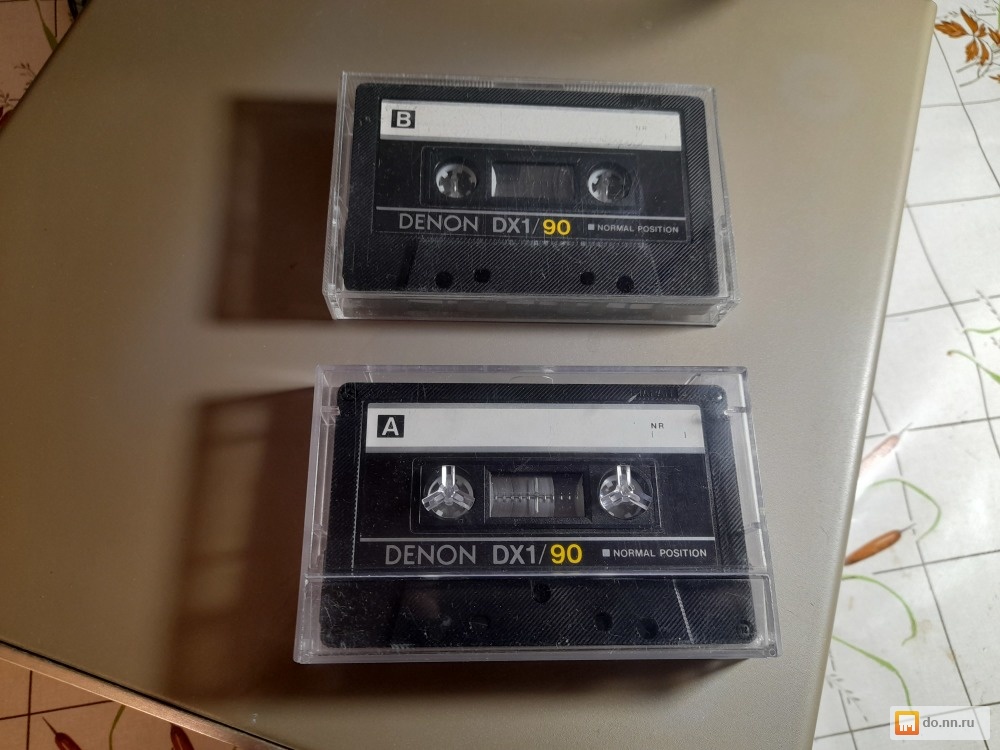 B
NR
DENON DX1/90 NORMAL POSITION
A
NR
DENON DX1/90 NORMAL POSITION
do.nn.ru